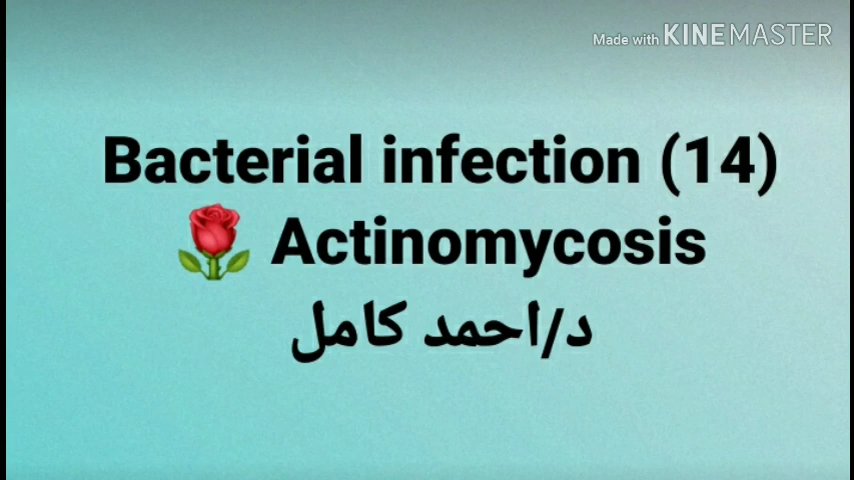 Made with KINEMASTER
Bacterial infection (14)
🌹 Actinomycosis
د/احمد كامل